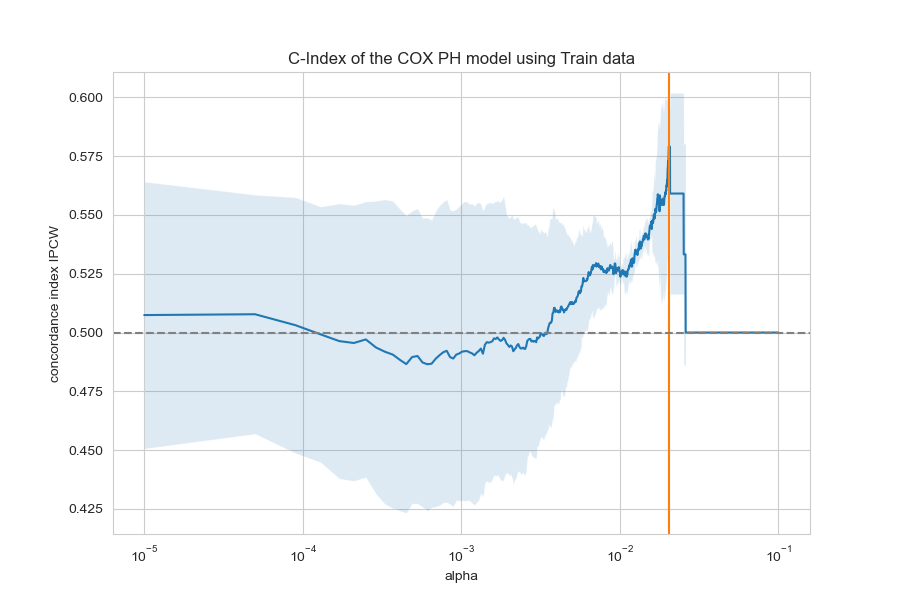 C-Index of the COX PH model using Train data
concordance index IPCW
0.600
0.575
0.550
0.525
0.500
0.475
0.450
0.425
10⁻⁵ 10⁻⁴ 10⁻³ 10⁻² 10⁻¹
alpha